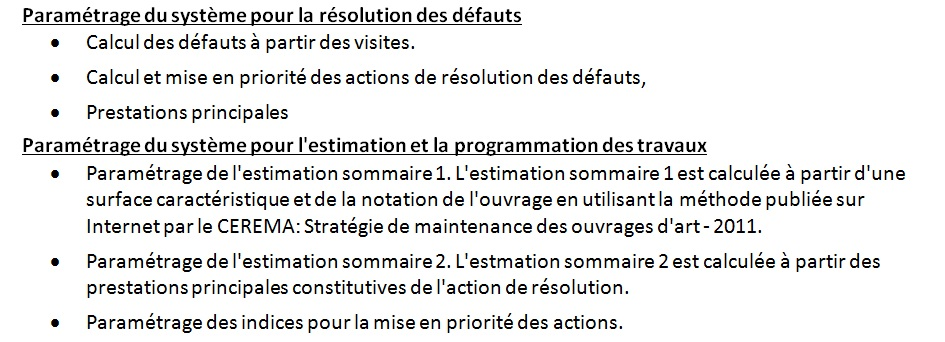 Paramétrage du système pour la résolution des défauts
• Calcul des défauts à partir des visites.
• Calcul et mise en priorité des actions de résolution des défauts,
• Prestations principales
Paramétrage du système pour l'estimation et la programmation des travaux
• Paramétrage de l'estimation sommaire 1. L'estimation sommaire 1 est calculée à partir d'une
surface caractéristique et de la notation de l'ouvrage en utilisant la méthode publiée sur
Internet par le CEREMA: Stratégie de maintenance des ouvrages d'art - 2011.
• Paramétrage de l'estimation sommaire 2. L'estmation sommaire 2 est calculée à partir des
prestations principales constitutives de l'action de résolution.
• Paramétrage des indices pour la mise en priorité des actions.